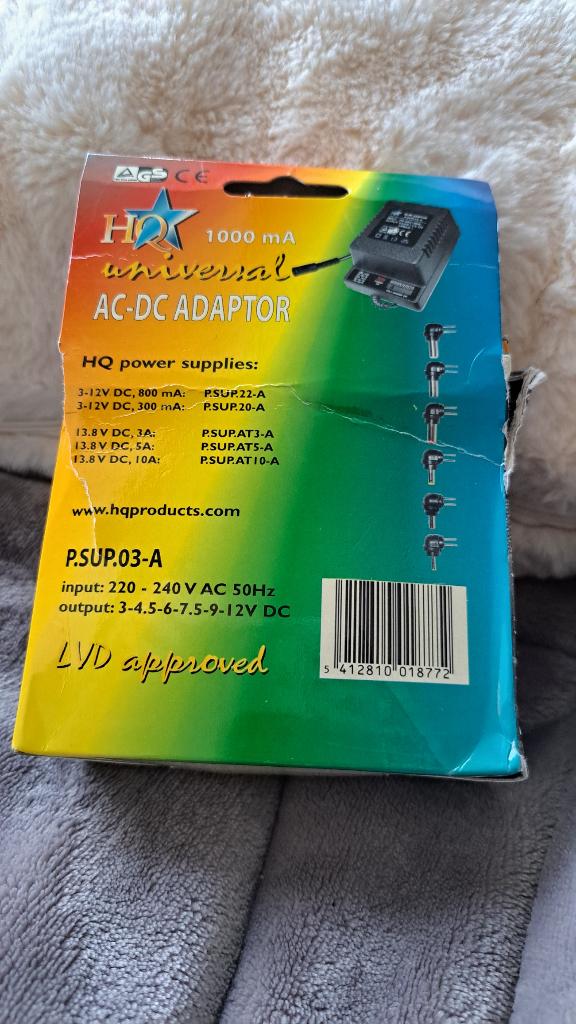 GS CE
HQ
1000 mA
universal
AC-DC ADAPTOR
HQ power supplies:
3-12V DC, 800 mA: P.SUP.22-A
3-12V DC, 300 mA: P.SUP.20-A
13.8 V DC, 3A: P.SUP.AT3-A
13.8 V DC, 5A: P.SUP.AT5-A
13.8 V DC, 10A: P.SUP.AT10-A
www.hqproducts.com
P.SUP.03-A
input: 220 - 240 V AC 50Hz
output: 3-4.5-6-7.5-9-12V DC
LVD approved
5 412810 018772